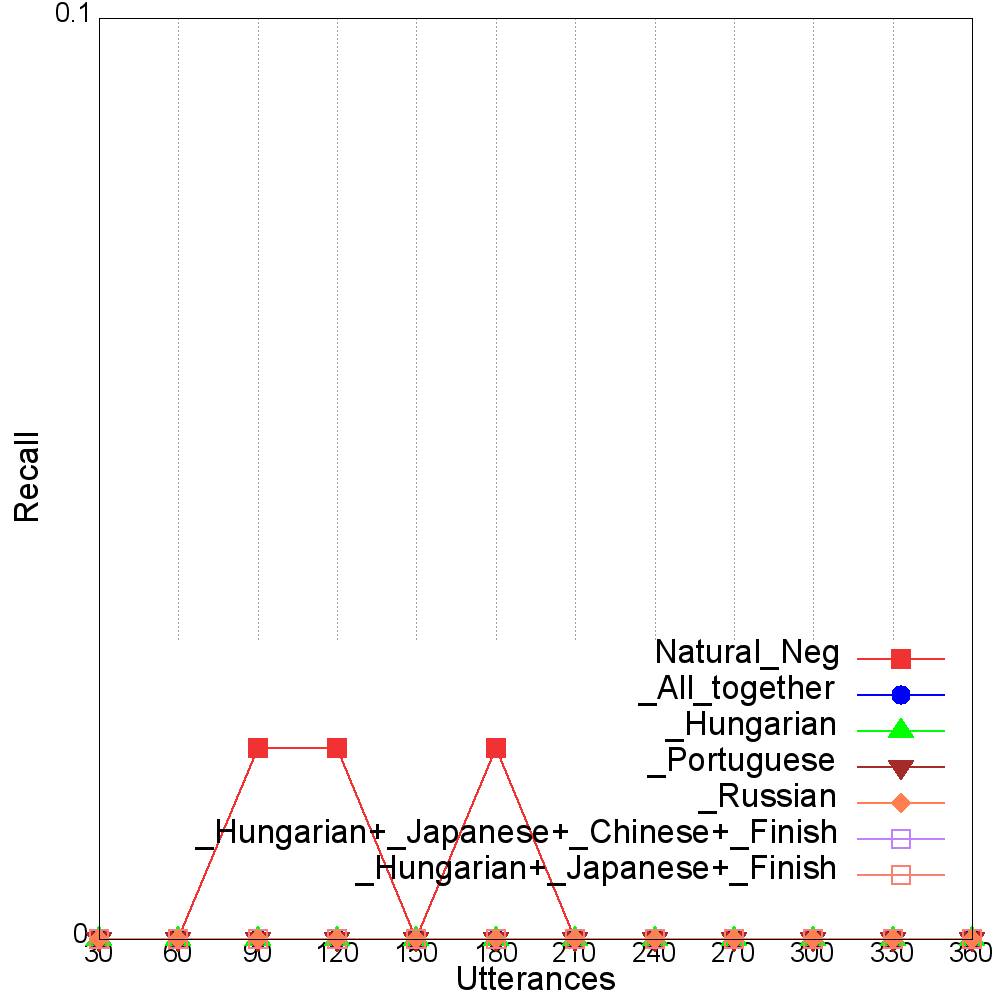 0.1
Recall
Natural_Neg
_All_together
_Hungarian
_Portuguese
_Russian
_Hungarian+_Japanese+_Chinese+_Finish
_Hungarian+_Japanese+_Finish
0
30 60 90 120 150 180 210 240 270 300 330 360
Utterances